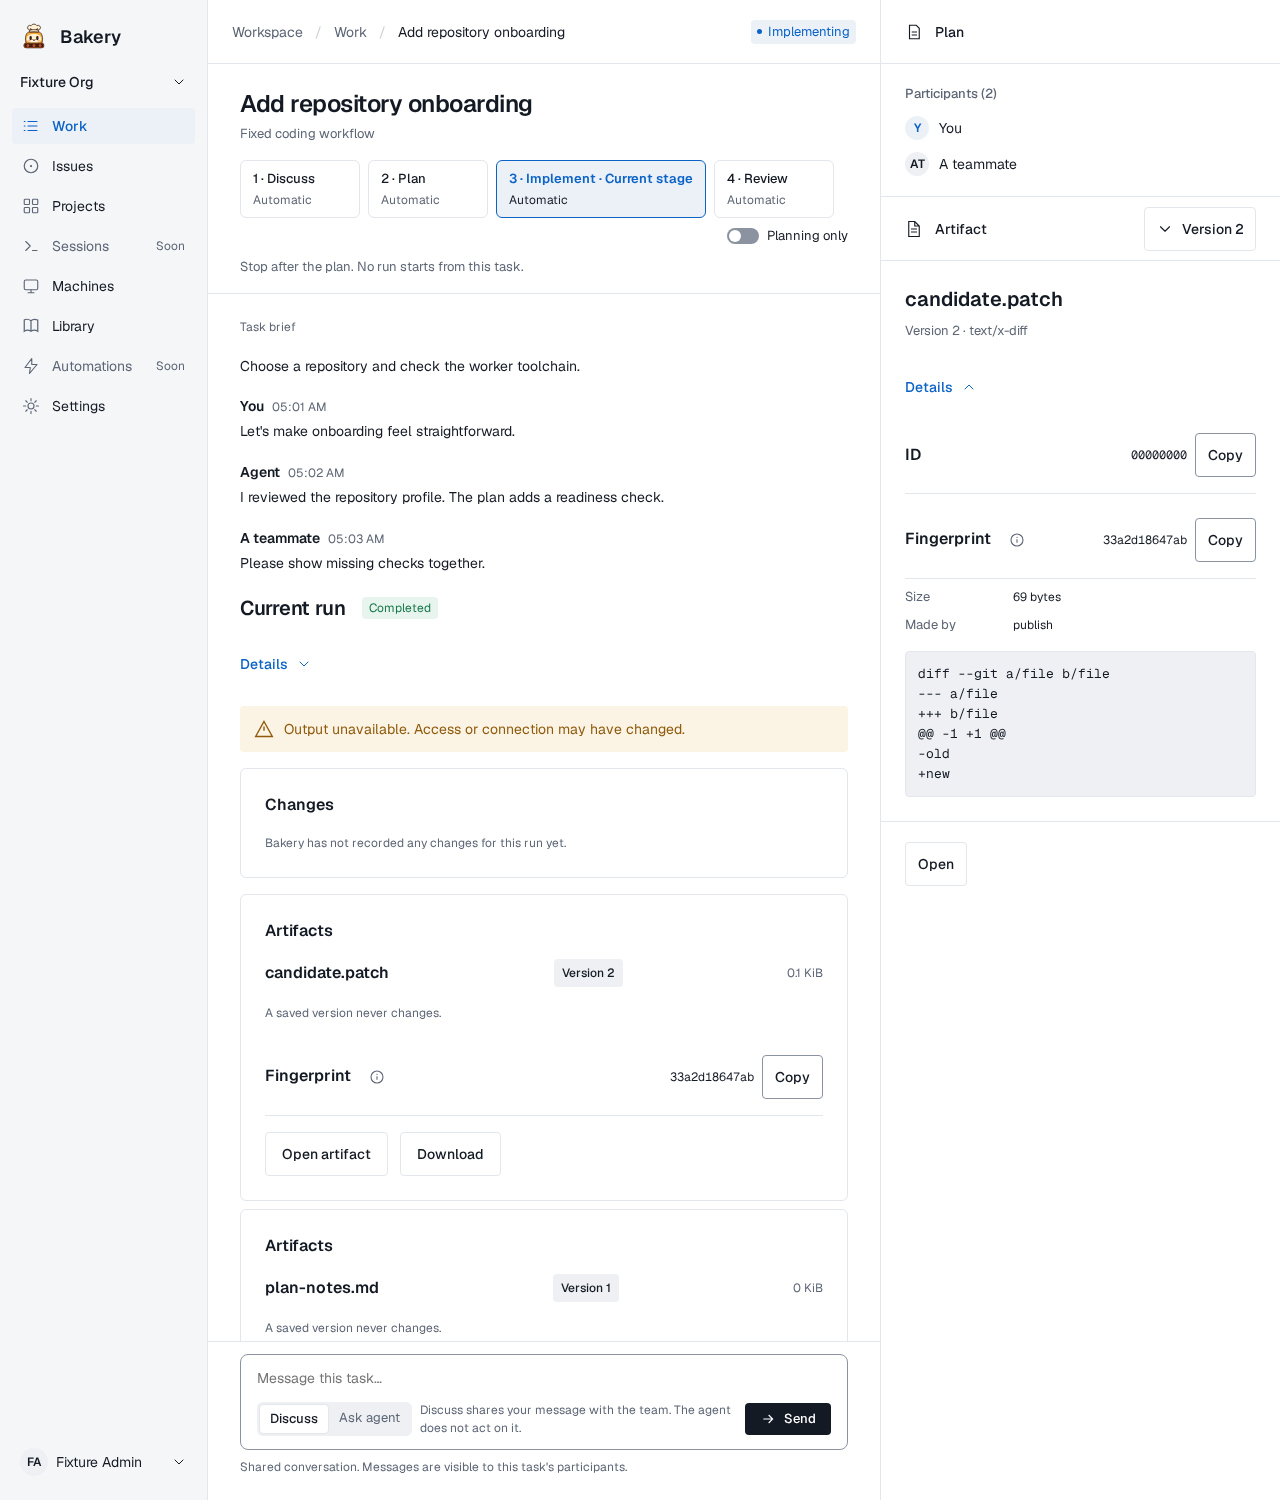 Bakery
Fixture Org
Work
Issues
Projects
Sessions Soon
Machines
Library
Automations Soon
Settings
FA Fixture Admin
Workspace / Work / Add repository onboarding
Implementing
Add repository onboarding
Fixed coding workflow
1 · Discuss
Automatic
2 · Plan
Automatic
3 · Implement · Current stage
Automatic
4 · Review
Automatic
Planning only
Stop after the plan. No run starts from this task.
Task brief
Choose a repository and check the worker toolchain.
You 05:01 AM
Let's make onboarding feel straightforward.
Agent 05:02 AM
I reviewed the repository profile. The plan adds a readiness check.
A teammate 05:03 AM
Please show missing checks together.
Current run Completed
Details
Output unavailable. Access or connection may have changed.
Changes
Bakery has not recorded any changes for this run yet.
Artifacts
candidate.patch Version 2 0.1 KiB
A saved version never changes.
Fingerprint 33a2d18647ab Copy
Open artifact Download
Artifacts
plan-notes.md Version 1 0 KiB
A saved version never changes.
Message this task...
Discuss Ask agent
Discuss shares your message with the team. The agent
does not act on it.
Send
Shared conversation. Messages are visible to this task's participants.
Plan
Participants (2)
Y You
AT A teammate
Artifact Version 2
candidate.patch
Version 2 · text/x-diff
Details
ID 00000000 Copy
Fingerprint 33a2d18647ab Copy
Size 69 bytes
Made by publish
diff --git a/file b/file
--- a/file
+++ b/file
@@ -1 +1 @@
-old
+new
Open